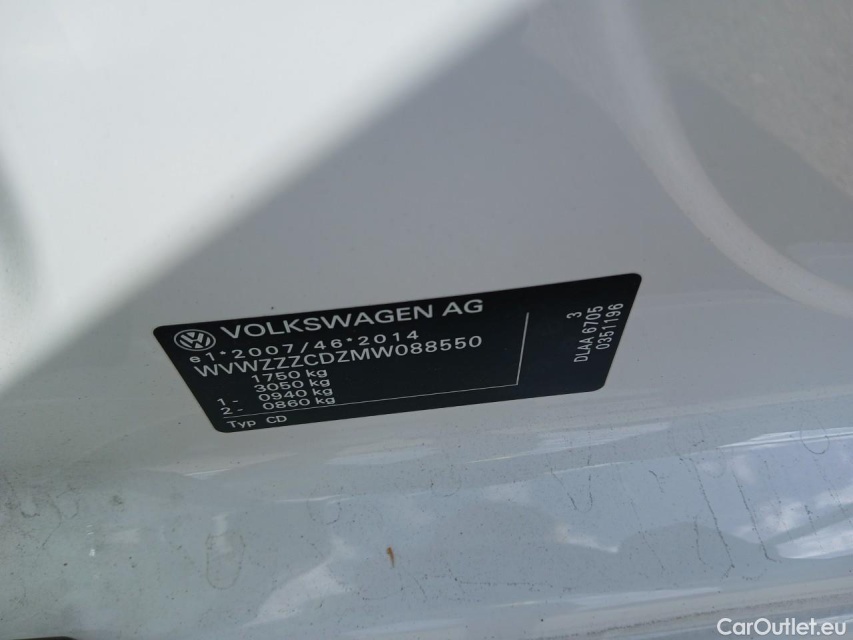 VOLKSWAGEN AG
e1*2007/46*2014
WVWZZZCDZMW088550
1750 kg
3050 kg
1- 0940 kg
2- 0860 kg
Typ CD
3
DLAA 6705
0351196
CarOutlet.eu